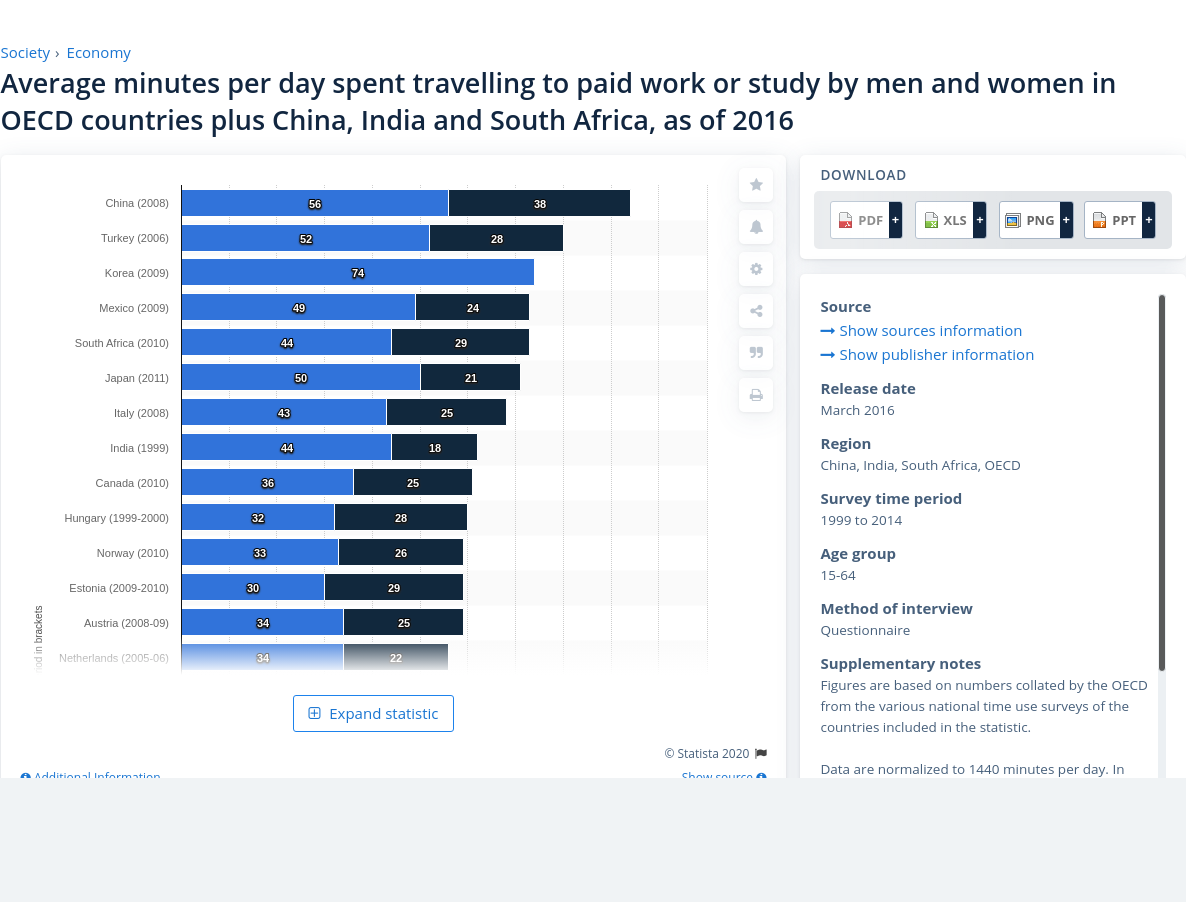 Society › Economy
Average minutes per day spent travelling to paid work or study by men and women in
OECD countries plus China, India and South Africa, as of 2016
China (2008) 56 38
Turkey (2006) 52 28
Korea (2009) 74
Mexico (2009) 49 24
South Africa (2010) 44 29
Japan (2011) 50 21
Italy (2008) 43 25
India (1999) 44 18
Canada (2010) 36 25
Hungary (1999-2000) 32 28
Norway (2010) 33 26
Estonia (2009-2010) 30 29
Austria (2008-09) 34 25
Netherlands (2005-06) 34 22
in brackets
Expand statistic
© Statista 2020
Additional Information
Show source
DOWNLOAD
PDF + XLS + PNG + PPT +
Source
Show sources information
Show publisher information
Release date
March 2016
Region
China, India, South Africa, OECD
Survey time period
1999 to 2014
Age group
15-64
Method of interview
Questionnaire
Supplementary notes
Figures are based on numbers collated by the OECD
from the various national time use surveys of the
countries included in the statistic.
Data are normalized to 1440 minutes per day. In